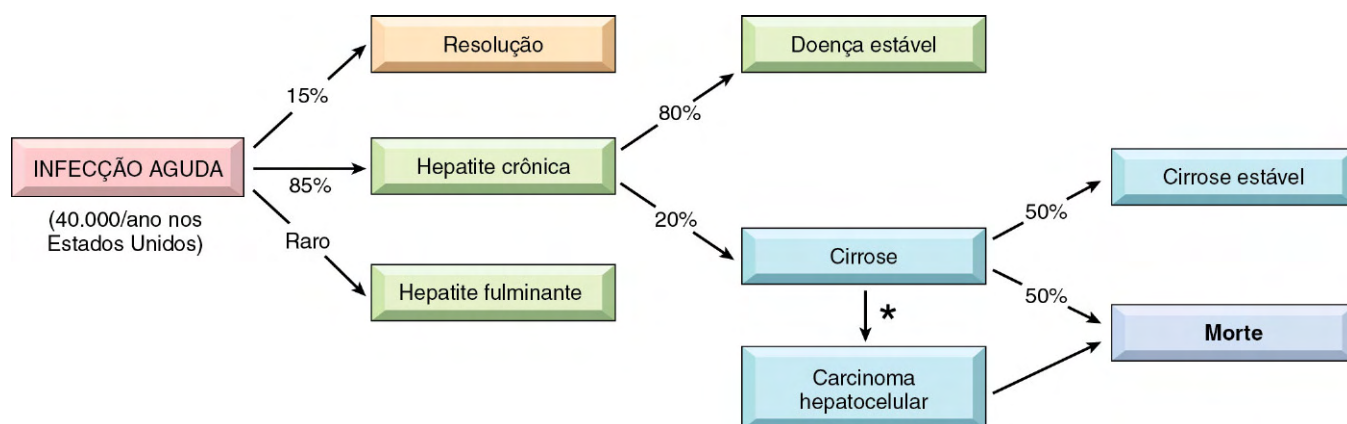 Resolução
Doença estável
15%
80%
INFECÇÃO AGUDA
Hepatite crônica
Cirrose estável
85%
50%
(40.000/ano nos
Estados Unidos)
Raro
20%
Cirrose
Hepatite fulminante
50%
*
Morte
Carcinoma
hepatocelular